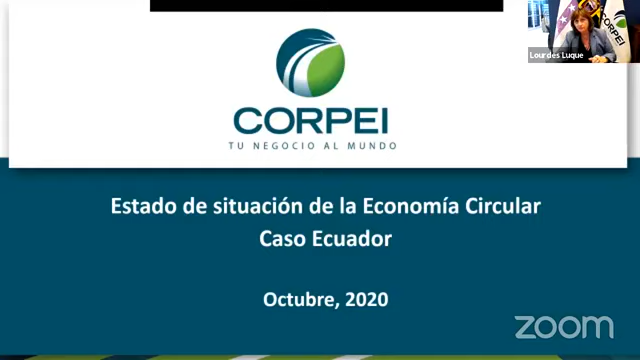 CORPEI
TU NEGOCIO AL MUNDO
Estado de situación de la Economía Circular
Caso Ecuador
Octubre, 2020
zoom
Lourdes Luque
CORPEI